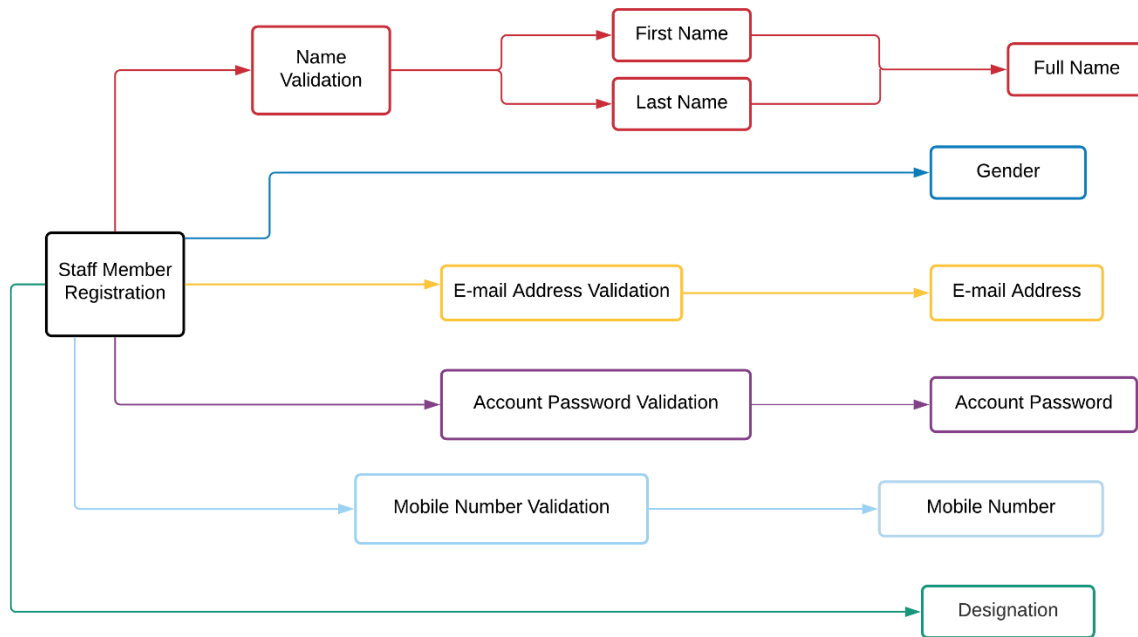 Name
Validation
First Name
Last Name
Full Name
Gender
Staff Member
Registration
E-mail Address Validation
E-mail Address
Account Password Validation
Account Password
Mobile Number Validation
Mobile Number
Designation